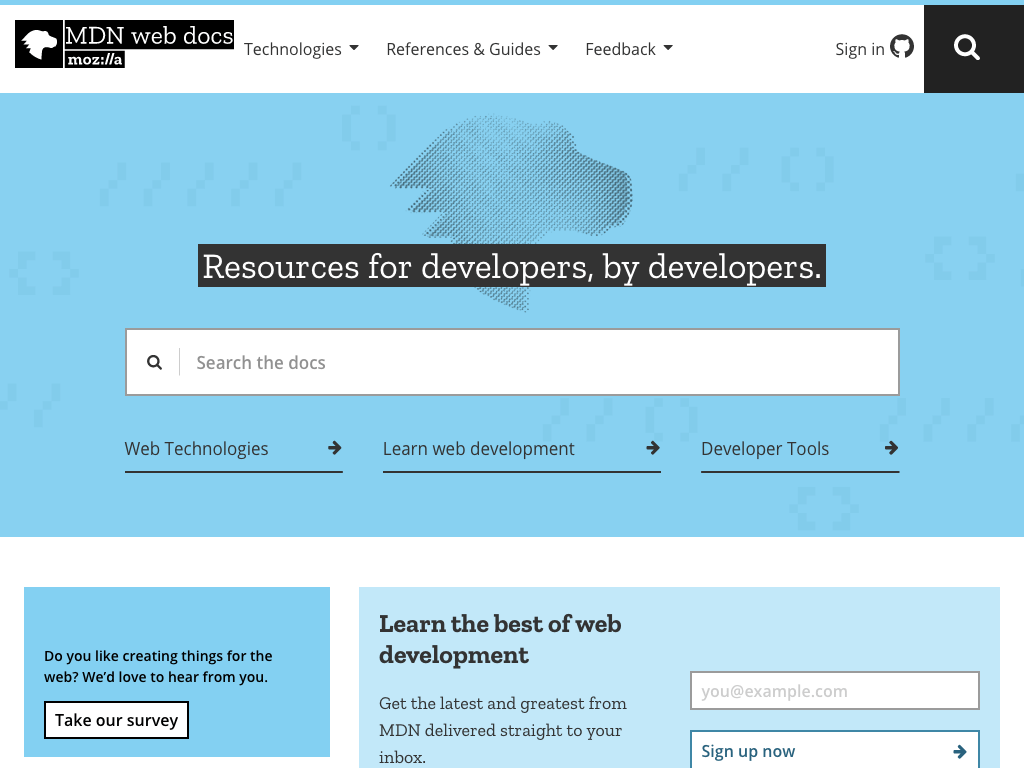 MDN web docs
moz://a
Technologies
References & Guides
Feedback
Sign in
Resources for developers, by developers.
Search the docs
Web Technologies
Learn web development
Developer Tools
Do you like creating things for the
web? We’d love to hear from you.
Take our survey
Learn the best of web
development
Get the latest and greatest from
MDN delivered straight to your
inbox.
you@example.com
Sign up now